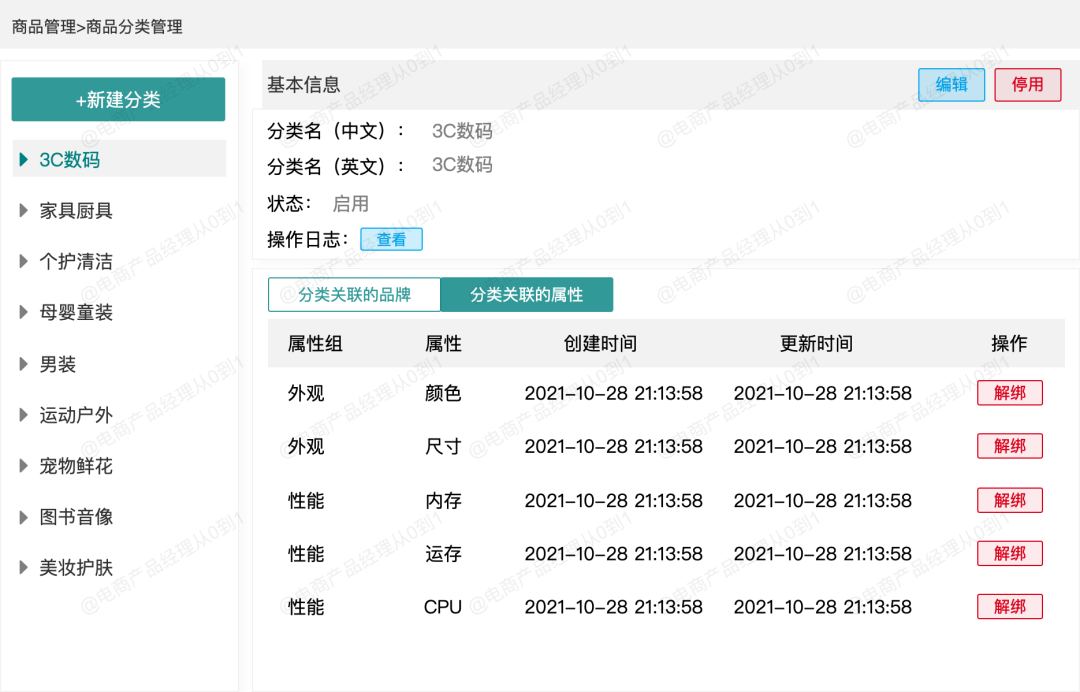 商品管理>商品分类管理
+新建分类
3C数码
家具厨具
个护清洁
母婴童装
男装
运动户外
宠物鲜花
图书音像
美妆护肤
基本信息 编辑 停用
分类名（中文）： 3C数码
分类名（英文）： 3C数码
状态： 启用
操作日志： 查看
分类关联的品牌 分类关联的属性
属性组 属性 创建时间 更新时间 操作
外观 颜色 2021-10-28 21:13:58 2021-10-28 21:13:58 解绑
外观 尺寸 2021-10-28 21:13:58 2021-10-28 21:13:58 解绑
性能 内存 2021-10-28 21:13:58 2021-10-28 21:13:58 解绑
性能 运存 2021-10-28 21:13:58 2021-10-28 21:13:58 解绑
性能 CPU 2021-10-28 21:13:58 2021-10-28 21:13:58 解绑
@电商产品经理从0到1